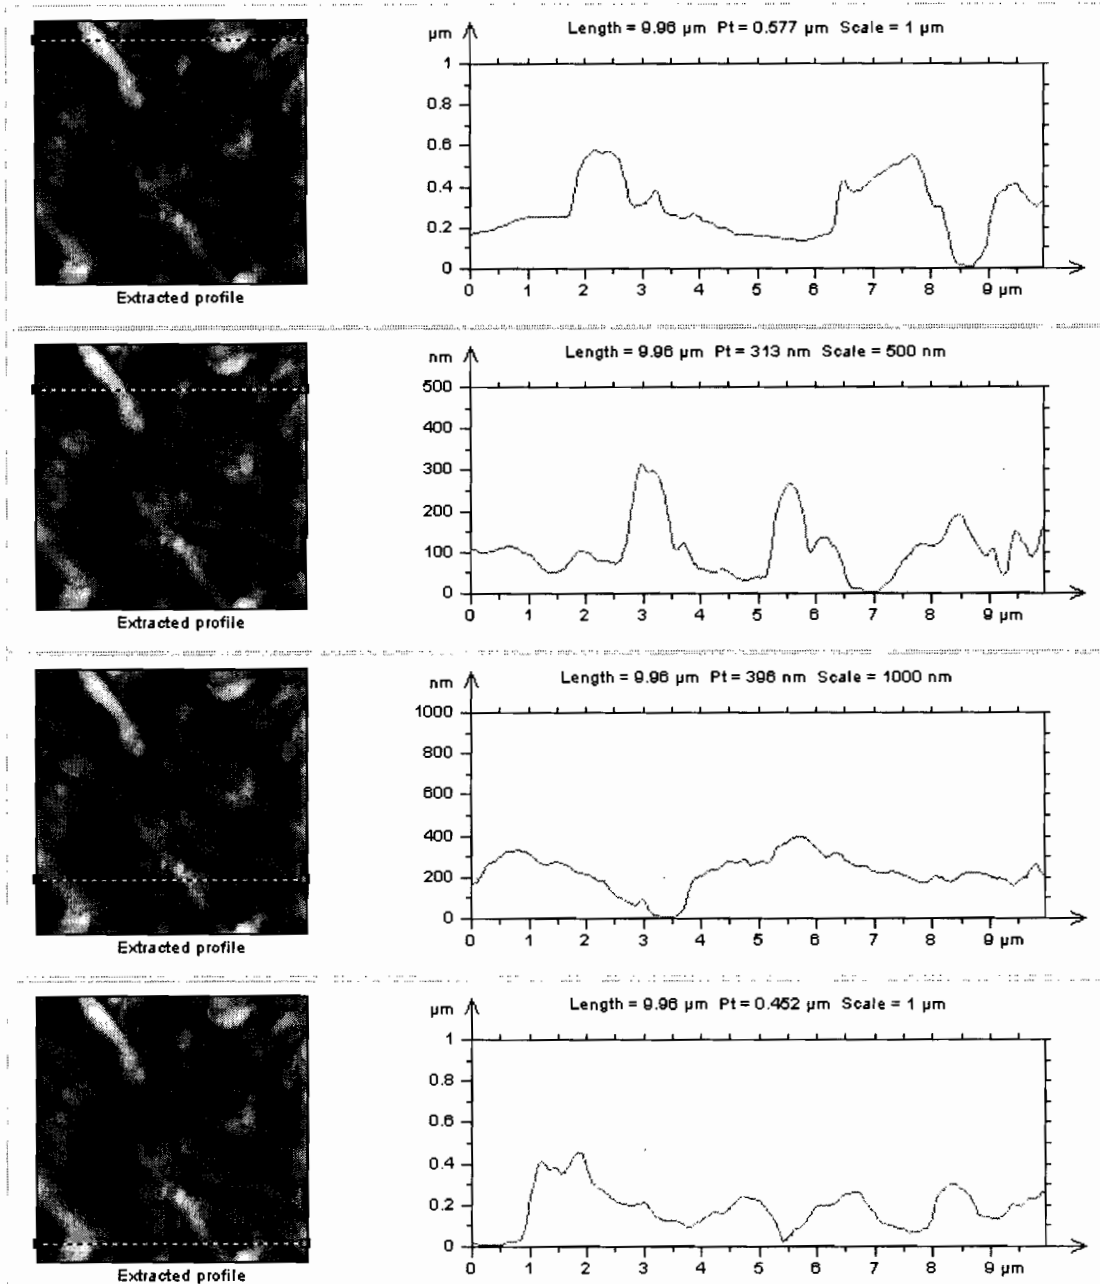 μm Length = 9.96 μm Pt = 0.577 μm Scale = 1 μm
1
0.8
0.6
0.4
0.2
0
0 1 2 3 4 5 6 7 8 9 μm
Extracted profile
nm Length = 9.96 μm Pt = 313 nm Scale = 500 nm
500
400
300
200
100
0
0 1 2 3 4 5 6 7 8 9 μm
Extracted profile
nm Length = 9.96 μm Pt = 396 nm Scale = 1000 nm
1000
800
600
400
200
0
0 1 2 3 4 5 6 7 8 9 μm
Extracted profile
μm Length = 9.96 μm Pt = 0.452 μm Scale = 1 μm
1
0.8
0.6
0.4
0.2
0
0 1 2 3 4 5 6 7 8 9 μm
Extracted profile